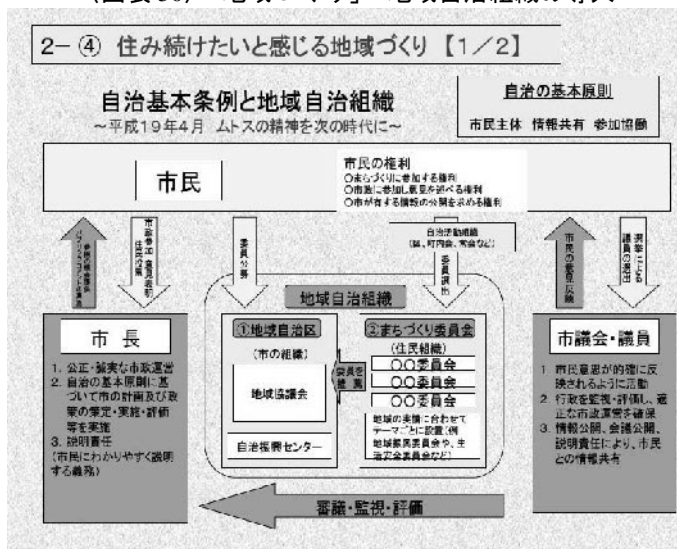 2－④ 住み続けたいと感じる地域づくり【1／2】
自治基本条例と地域自治組織
～平成19年4月 ムトスの精神を次の時代に～
自治の基本原則
市民主体 情報共有 参加協働
市民
市民の権利
○まちづくりに参加する権利
○市政に参加し意見を述べる権利
○市が有する情報の公開を求める権利
自治活動組織
(区、町内会、常会など)
市政参加 意見表明
住民投票
委員公募
委員選出
市民の意見反映
選挙による
議員の選出
地域自治組織
市長
1. 公正・誠実な市政運営
2. 自治の基本原則に基
づいて市の計画及び政
策の策定・実施・評価
等を実施
3. 説明責任
(市民にわかりやすく説明
する義務)
①地域自治区
(市の組織)
地域協議会
自治振興センター
委員を
推薦
②まちづくり委員会
(住民組織)
○○委員会
○○委員会
○○委員会
地域の実情に合わせて
テーマごとに設置(例
地域振興委員会や、生
活安全委員会など)
市議会・議員
1. 市民意思が的確に反
映されるように活動
2. 行政を監視・評価し、適
正な市政運営を確保
3. 情報公開、会議公開、
説明責任により、市民
との情報共有
審議・監視・評価